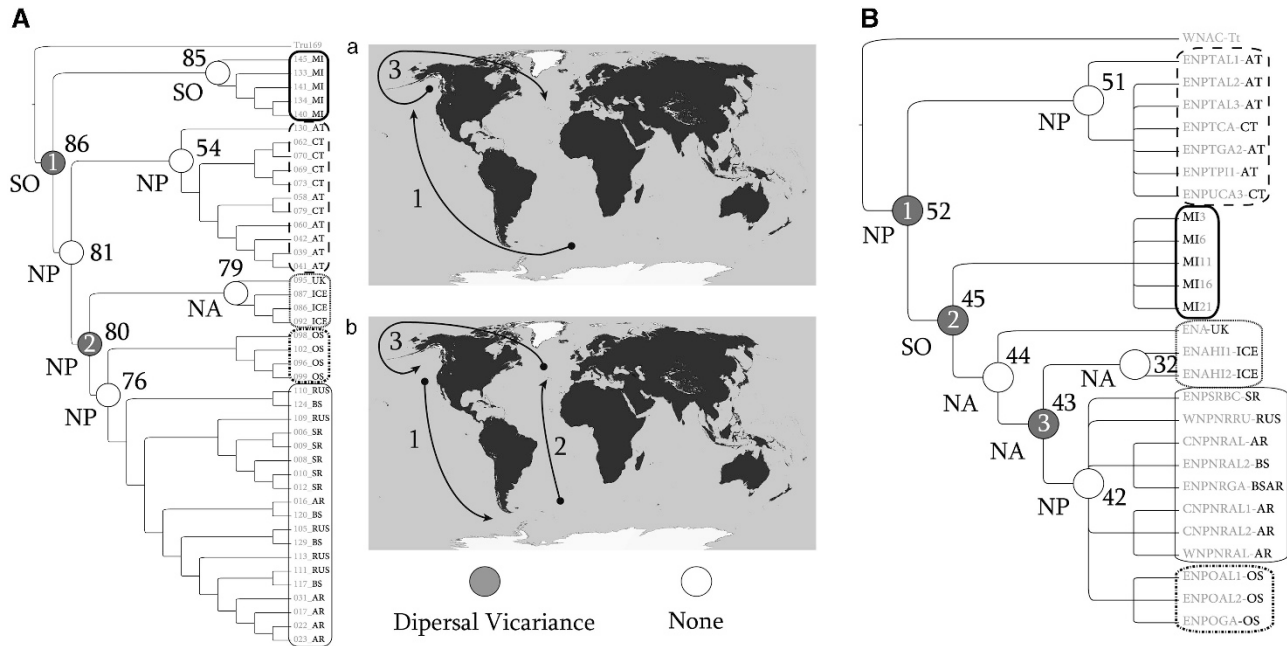 A
Tru169
145_MI
133_MI
141_MI
134_MI
140_MI
130_AT
062_CT
070_CT
069_CT
073_CT
058_AT
079_CT
060_AT
042_AT
039_AT
041_AT
095_UK
087_ICE
086_ICE
092_ICE
098_OS
102_OS
096_OS
099_OS
110_RUS
124_BS
109_RUS
006_SR
009_SR
008_SR
010_SR
012_SR
016_AR
120_BS
105_RUS
129_BS
113_RUS
111_RUS
117_BS
031_AR
017_AR
022_AR
023_AR
85
SO
86
1
SO
54
NP
81
NP
79
NA
80
2
NP
76
NP
a
3
1
b
3
1
2
Dipersal Vicariance
None
B
WNAC-Tt
ENPTAL1-AT
ENPTAL2-AT
ENPTAL3-AT
ENPTCA-CT
ENPTGA2-AT
ENPTPI1-AT
ENPUCA3-CT
MI3
MI6
MI11
MI16
MI21
ENA-UK
ENAHI1-ICE
ENAHI2-ICE
ENPSRBC-SR
WNPNRRU-RUS
CNPNRAL-AR
ENPNRAL2-BS
ENPNRGA-BSAR
CNPNRAL1-AR
CNPNRAL2-AR
WNPNRAL-AR
ENPOAL1-OS
ENPOAL2-OS
ENPOGA-OS
51
NP
1
52
NP
45
2
SO
44
NA
32
NA
43
3
NA
NP
42